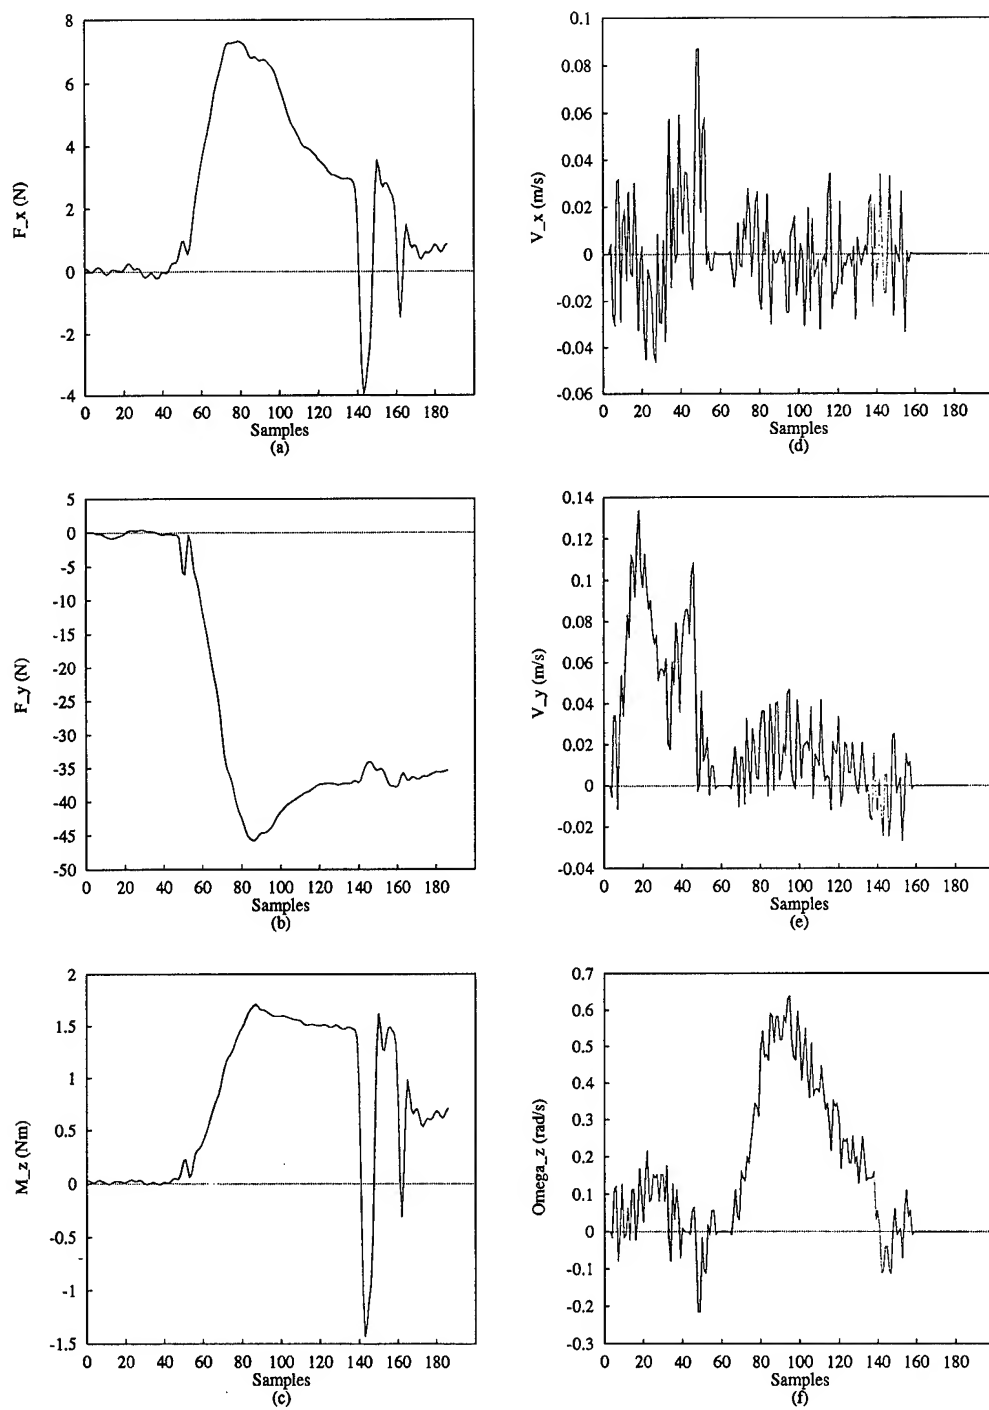 8
6
4
2
0
-2
-4
F_x (N)
0 20 40 60 80 100 120 140 160 180
Samples
(a)
0.1
0.08
0.06
0.04
0.02
0
-0.02
-0.04
-0.06
V_x (m/s)
0 20 40 60 80 100 120 140 160 180
Samples
(d)
5
0
-5
-10
-15
-20
-25
-30
-35
-40
-45
-50
F_y (N)
0 20 40 60 80 100 120 140 160 180
Samples
(b)
0.14
0.12
0.1
0.08
0.06
0.04
0.02
0
-0.02
-0.04
V_y (m/s)
0 20 40 60 80 100 120 140 160 180
Samples
(e)
2
1.5
1
0.5
0
-0.5
-1
-1.5
M_z (Nm)
0 20 40 60 80 100 120 140 160 180
Samples
(c)
0.7
0.6
0.5
0.4
0.3
0.2
0.1
0
-0.1
-0.2
-0.3
Omega_z (rad/s)
0 20 40 60 80 100 120 140 160 180
Samples
(f)